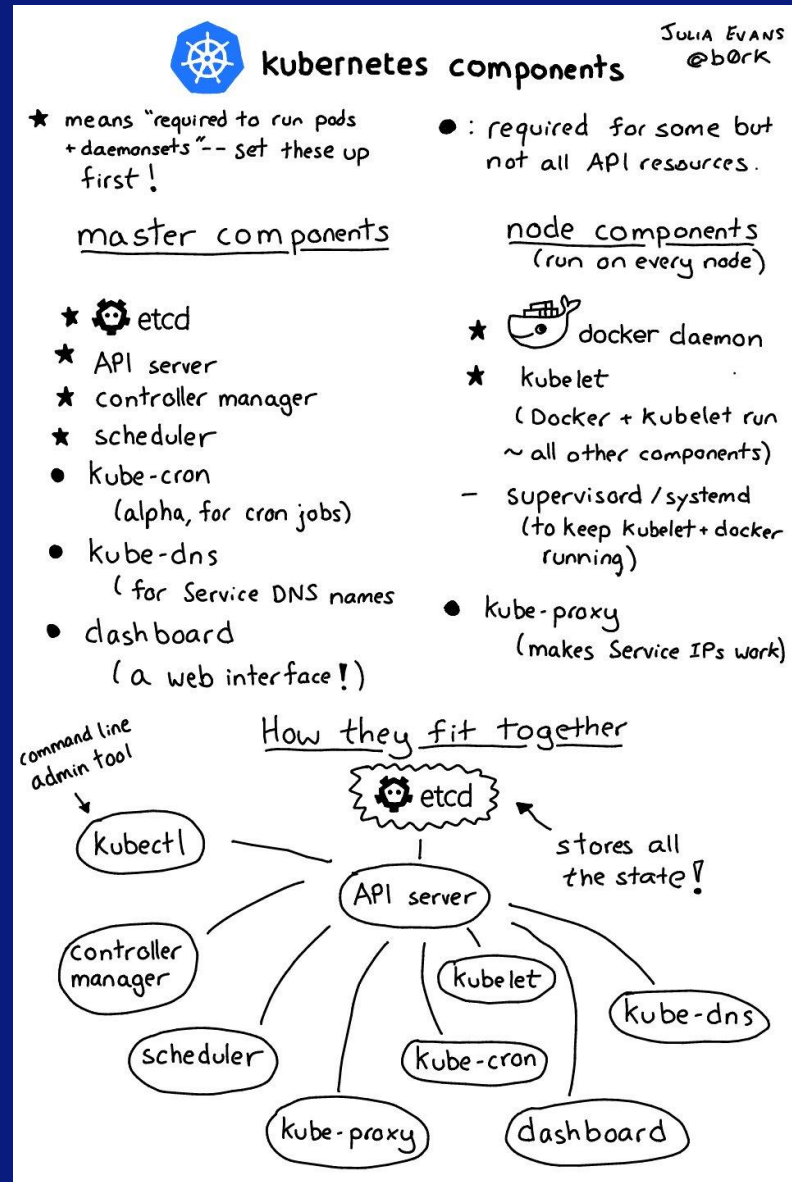 kubernetes components
JULIA EVANS
@b0rk
★ means "required to run pods
+ daemonsets" -- set these up
first!
● : required for some but
not all API resources.
master components
★ etcd
★ API server
★ controller manager
★ scheduler
● kube-cron
(alpha, for cron jobs)
● kube-dns
(for Service DNS names
● dashboard
(a web interface!)
node components
(run on every node)
★ docker daemon
★ kubelet
(Docker + kubelet run
~ all other components)
- supervisord / systemd
(to keep kubelet + docker
running)
● kube-proxy
(makes Service IPs work)
How they fit together
command line
admin tool
etcd
stores all
the state!
kubectl
API server
controller
manager
kubelet
kube-dns
scheduler
kube-cron
kube-proxy
dashboard